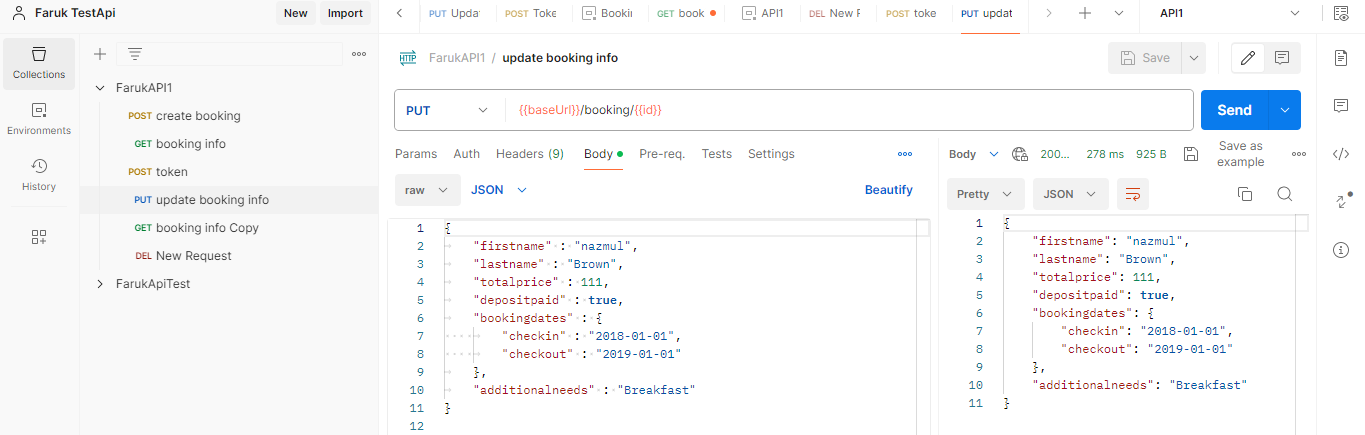 Faruk TestApi
New Import
PUT Upda
POST Toke
Bookin
GET book
API1
DEL New F
POST toke
PUT updat
API1
Collections
Environments
History
FarukAPI1
POST create booking
GET booking info
POST token
PUT update booking info
GET booking info Copy
DEL New Request
FarukApiTest
HTTP FarukAPI1 / update booking info
Save
PUT {{baseUrl}}/booking/{{id}}
Send
Params Auth Headers (9) Body Pre-req. Tests Settings
raw JSON Beautify
1 {
2 "firstname" : "nazmul",
3 "lastname" : "Brown",
4 "totalprice" : 111,
5 "depositpaid" : true,
6 "bookingdates" : {
7 "checkin" : "2018-01-01",
8 "checkout" : "2019-01-01"
9 },
10 "additionalneeds" : "Breakfast"
11 }
12
Body 200... 278 ms 925 B Save as example
Pretty JSON
1 {
2 "firstname": "nazmul",
3 "lastname": "Brown",
4 "totalprice": 111,
5 "depositpaid": true,
6 "bookingdates": {
7 "checkin": "2018-01-01",
8 "checkout": "2019-01-01"
9 },
10 "additionalneeds": "Breakfast"
11 }